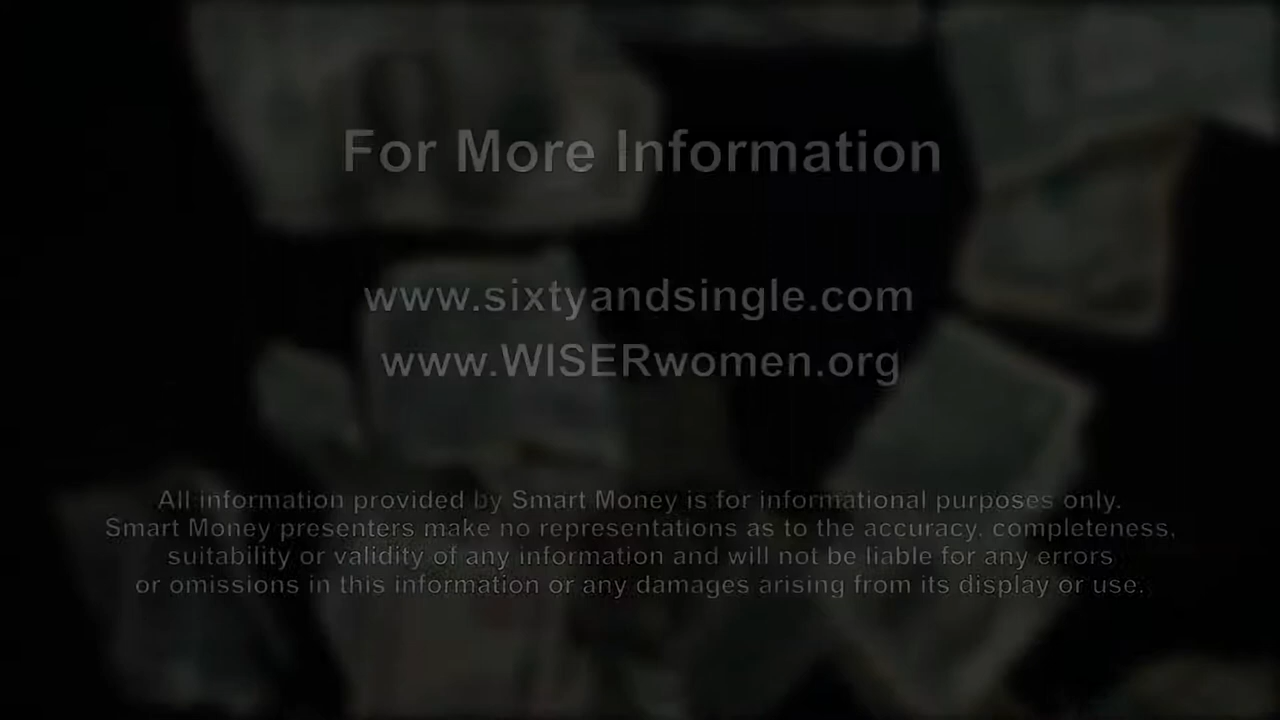 For More Information
www.sixtyandsingle.com
www.WISERwomen.org
All information provided by Smart Money is for informational purposes only.
Smart Money presenters make no representations as to the accuracy, completeness,
suitability or validity of any information and will not be liable for any errors
or omissions in this information or any damages arising from its display or use.